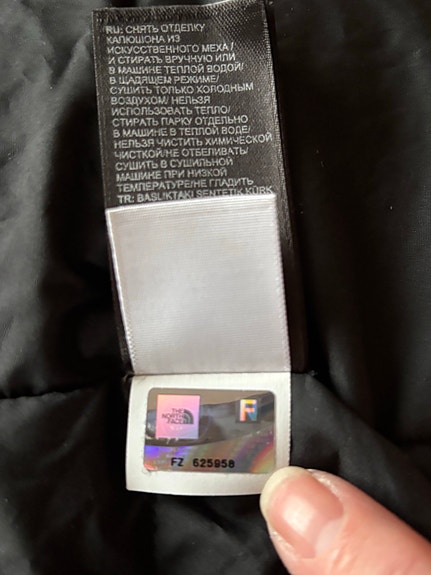 RU: СНЯТЬ ОТДЕЛКУ
КАПЮШОНА ИЗ
ИСКУССТВЕННОГО МЕХА /
И СТИРАТЬ ВРУЧНУЮ ИЛИ
В МАШИНЕ ТЕПЛОЙ ВОДОЙ/
В ЩАДЯЩЕМ РЕЖИМЕ/
СУШИТЬ ТОЛЬКО ХОЛОДНЫМ
ВОЗДУХОМ/ НЕЛЬЗЯ
ИСПОЛЬЗОВАТЬ ТЕПЛО/
СТИРАТЬ ПАРКУ ОТДЕЛЬНО
В МАШИНЕ В ТЕПЛОЙ ВОДЕ/
НЕЛЬЗЯ ЧИСТИТЬ ХИМИЧЕСКОЙ
ЧИСТКОЙ/НЕ ОТБЕЛИВАТЬ/
СУШИТЬ В СУШИЛЬНОЙ
МАШИНЕ ПРИ НИЗКОЙ
ТЕМПЕРАТУРЕ/НЕ ГЛАДИТЬ
TR: BAŞLIKTAKİ SENTETİK KÜRK
THE
NORTH
FACE
F
FZ 625958